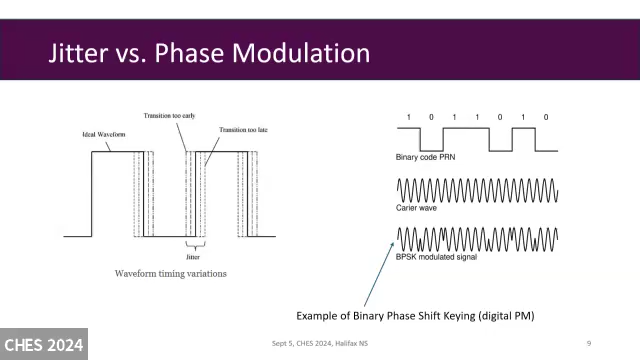 Jitter vs. Phase Modulation
Transition too early
Ideal Waveform
Transition too late
Jitter
Waveform timing variations
1 0 1 1 0 1 0
Binary code PRN
Carier wave
BPSK modulated signal
Example of Binary Phase Shift Keying (digital PM)
CHES 2024
Sept 5, CHES 2024, Halifax NS
9